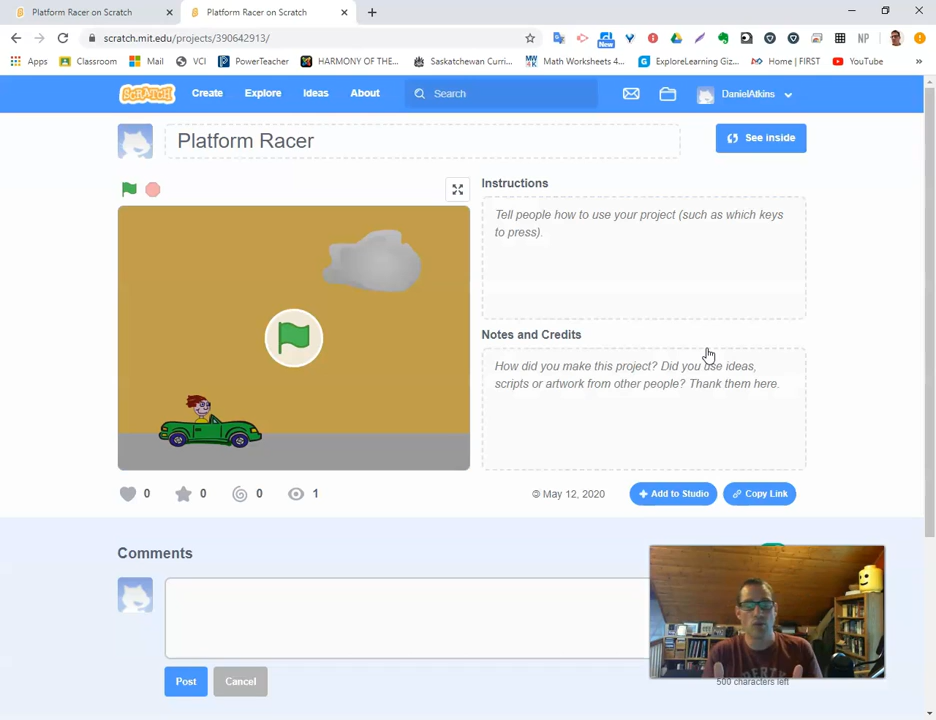 Platform Racer on Scratch
Platform Racer on Scratch
scratch.mit.edu/projects/390642913/
New
NP
Apps
Classroom
Mail
VCI
PowerTeacher
HARMONY OF THE...
Saskatchewan Curri...
Math Worksheets 4...
ExploreLearning Giz...
Home | FIRST
YouTube
»
SCRATCH
Create
Explore
Ideas
About
Search
DanielAtkins
Platform Racer
See inside
Instructions
Tell people how to use your project (such as which keys
to press).
Notes and Credits
How did you make this project? Did you use ideas,
scripts or artwork from other people? Thank them here.
0
0
0
1
© May 12, 2020
Add to Studio
Copy Link
Comments
Post
Cancel
500 characters left